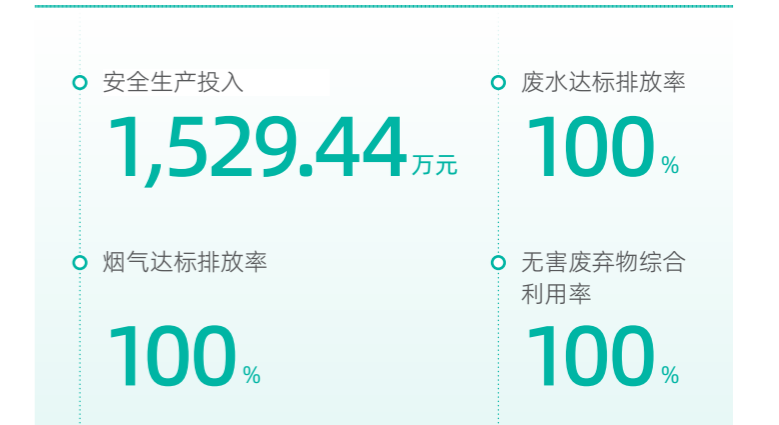 安全生产投入
1,529.44万元
废水达标排放率
100%
烟气达标排放率
100%
无害废弃物综合
利用率
100%